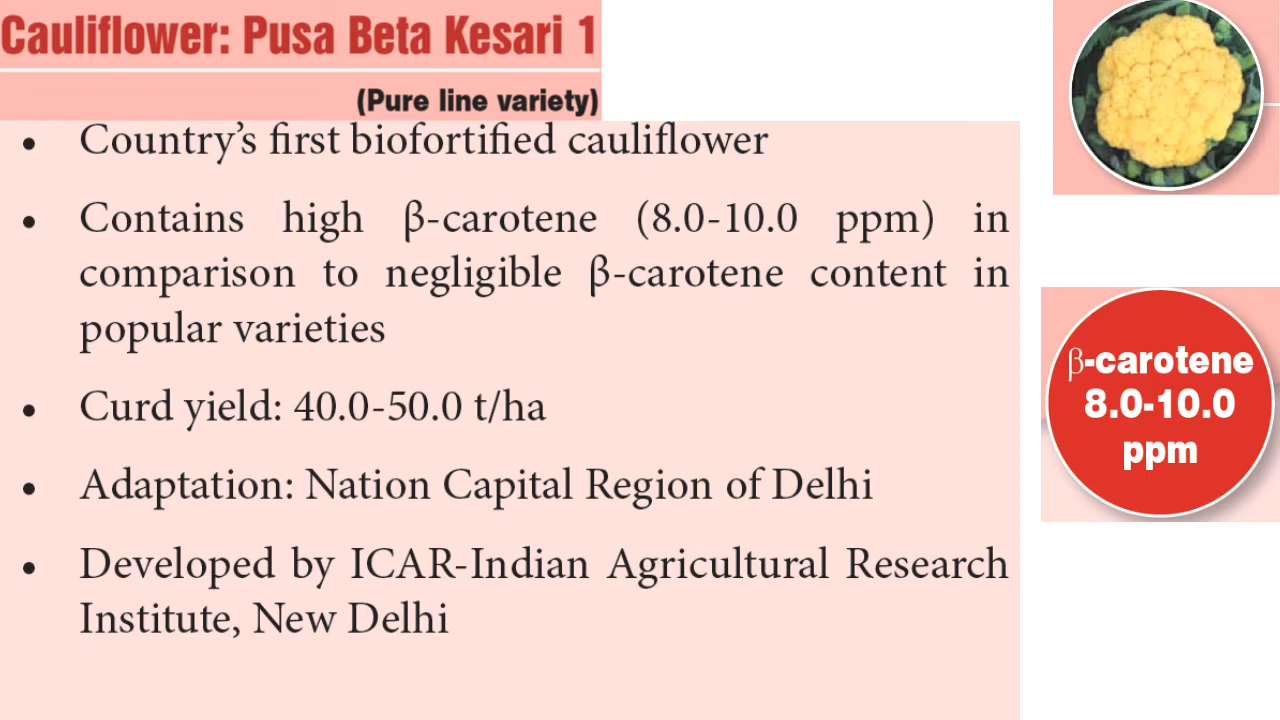 Cauliflower: Pusa Beta Kesari 1
(Pure line variety)
• Country's first biofortified cauliflower
• Contains high β-carotene (8.0-10.0 ppm) in
comparison to negligible β-carotene content in
popular varieties
• Curd yield: 40.0-50.0 t/ha
• Adaptation: Nation Capital Region of Delhi
• Developed by ICAR-Indian Agricultural Research
Institute, New Delhi
β-carotene
8.0-10.0
ppm